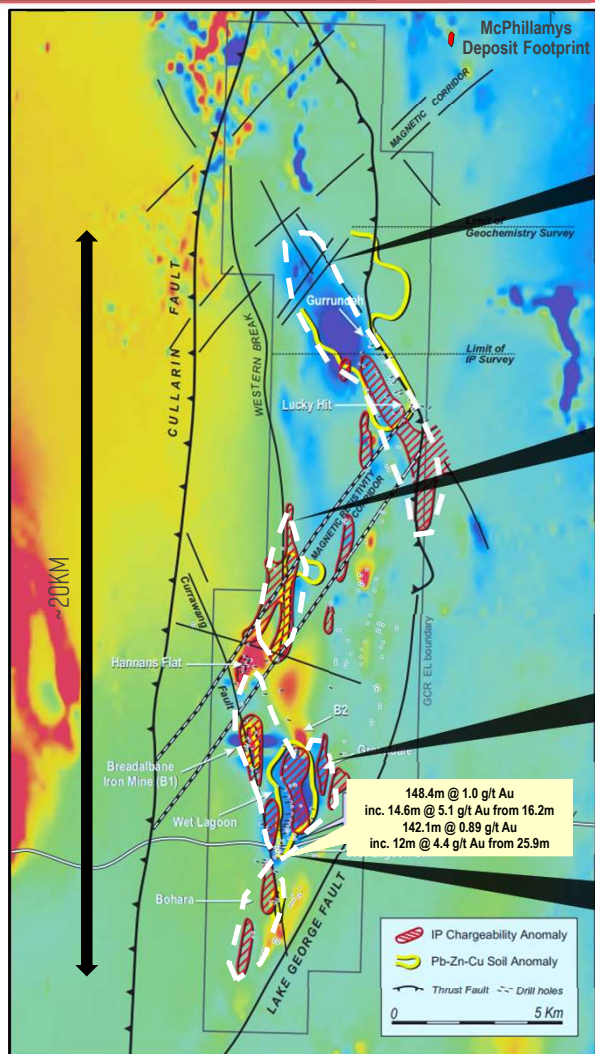 McPhillamys
Deposit Footprint
MAGNETIC CORRIDOR
CULLARIN FAULT
WESTERN BREAK
Limit of
Geochemistry Survey
Gurrundah
Limit of
IP Survey
Lucky Hit
MAGNETIC RESISTIVITY
CORRIDOR
~20KM
Currawang
Fault
GCR EL boundary
Hannans Flat
B2
Breadalbane
Iron Mine (B1)
Wet Lagoon
148.4m @ 1.0 g/t Au
inc. 14.6m @ 5.1 g/t Au from 16.2m
142.1m @ 0.89 g/t Au
inc. 12m @ 4.4 g/t Au from 25.9m
Bohara
LAKE GEORGE FAULT
IP Chargeability Anomaly
Pb-Zn-Cu Soil Anomaly
Thrust Fault
Drill holes
0 5 Km